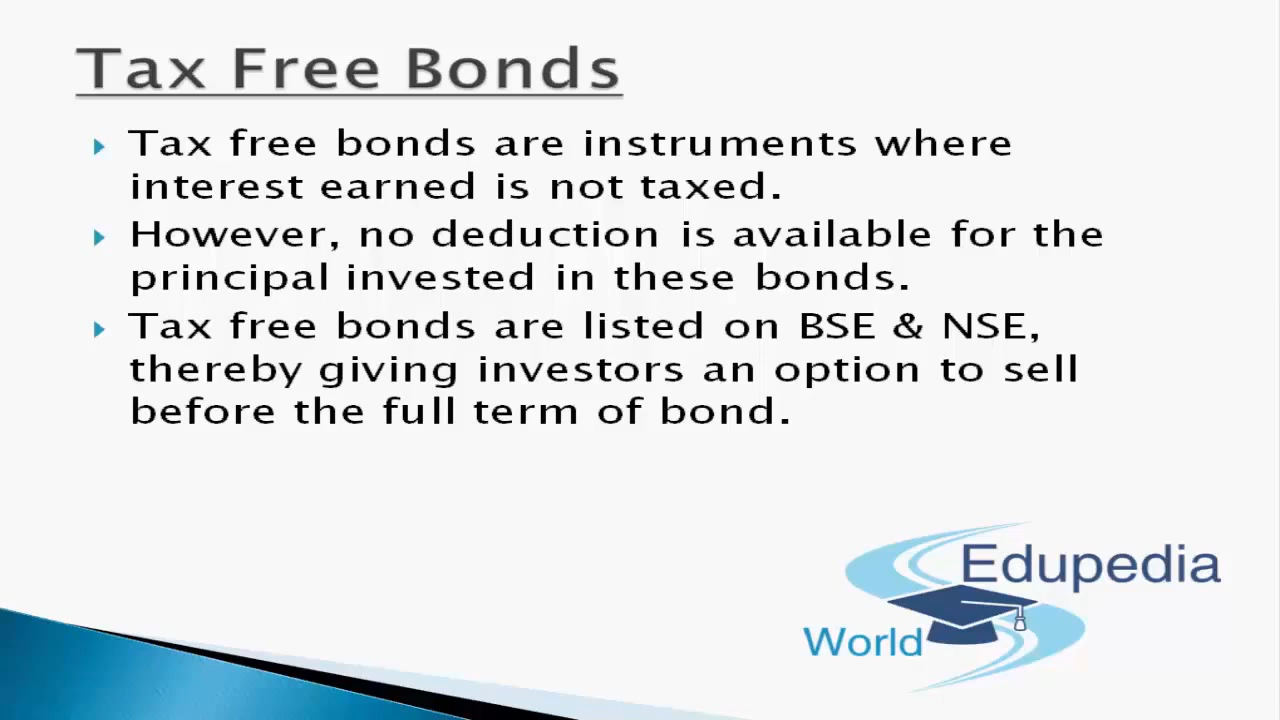 Tax Free Bonds
Tax free bonds are instruments where
interest earned is not taxed.
However, no deduction is available for the
principal invested in these bonds.
Tax free bonds are listed on BSE & NSE,
thereby giving investors an option to sell
before the full term of bond.
Edupedia
World